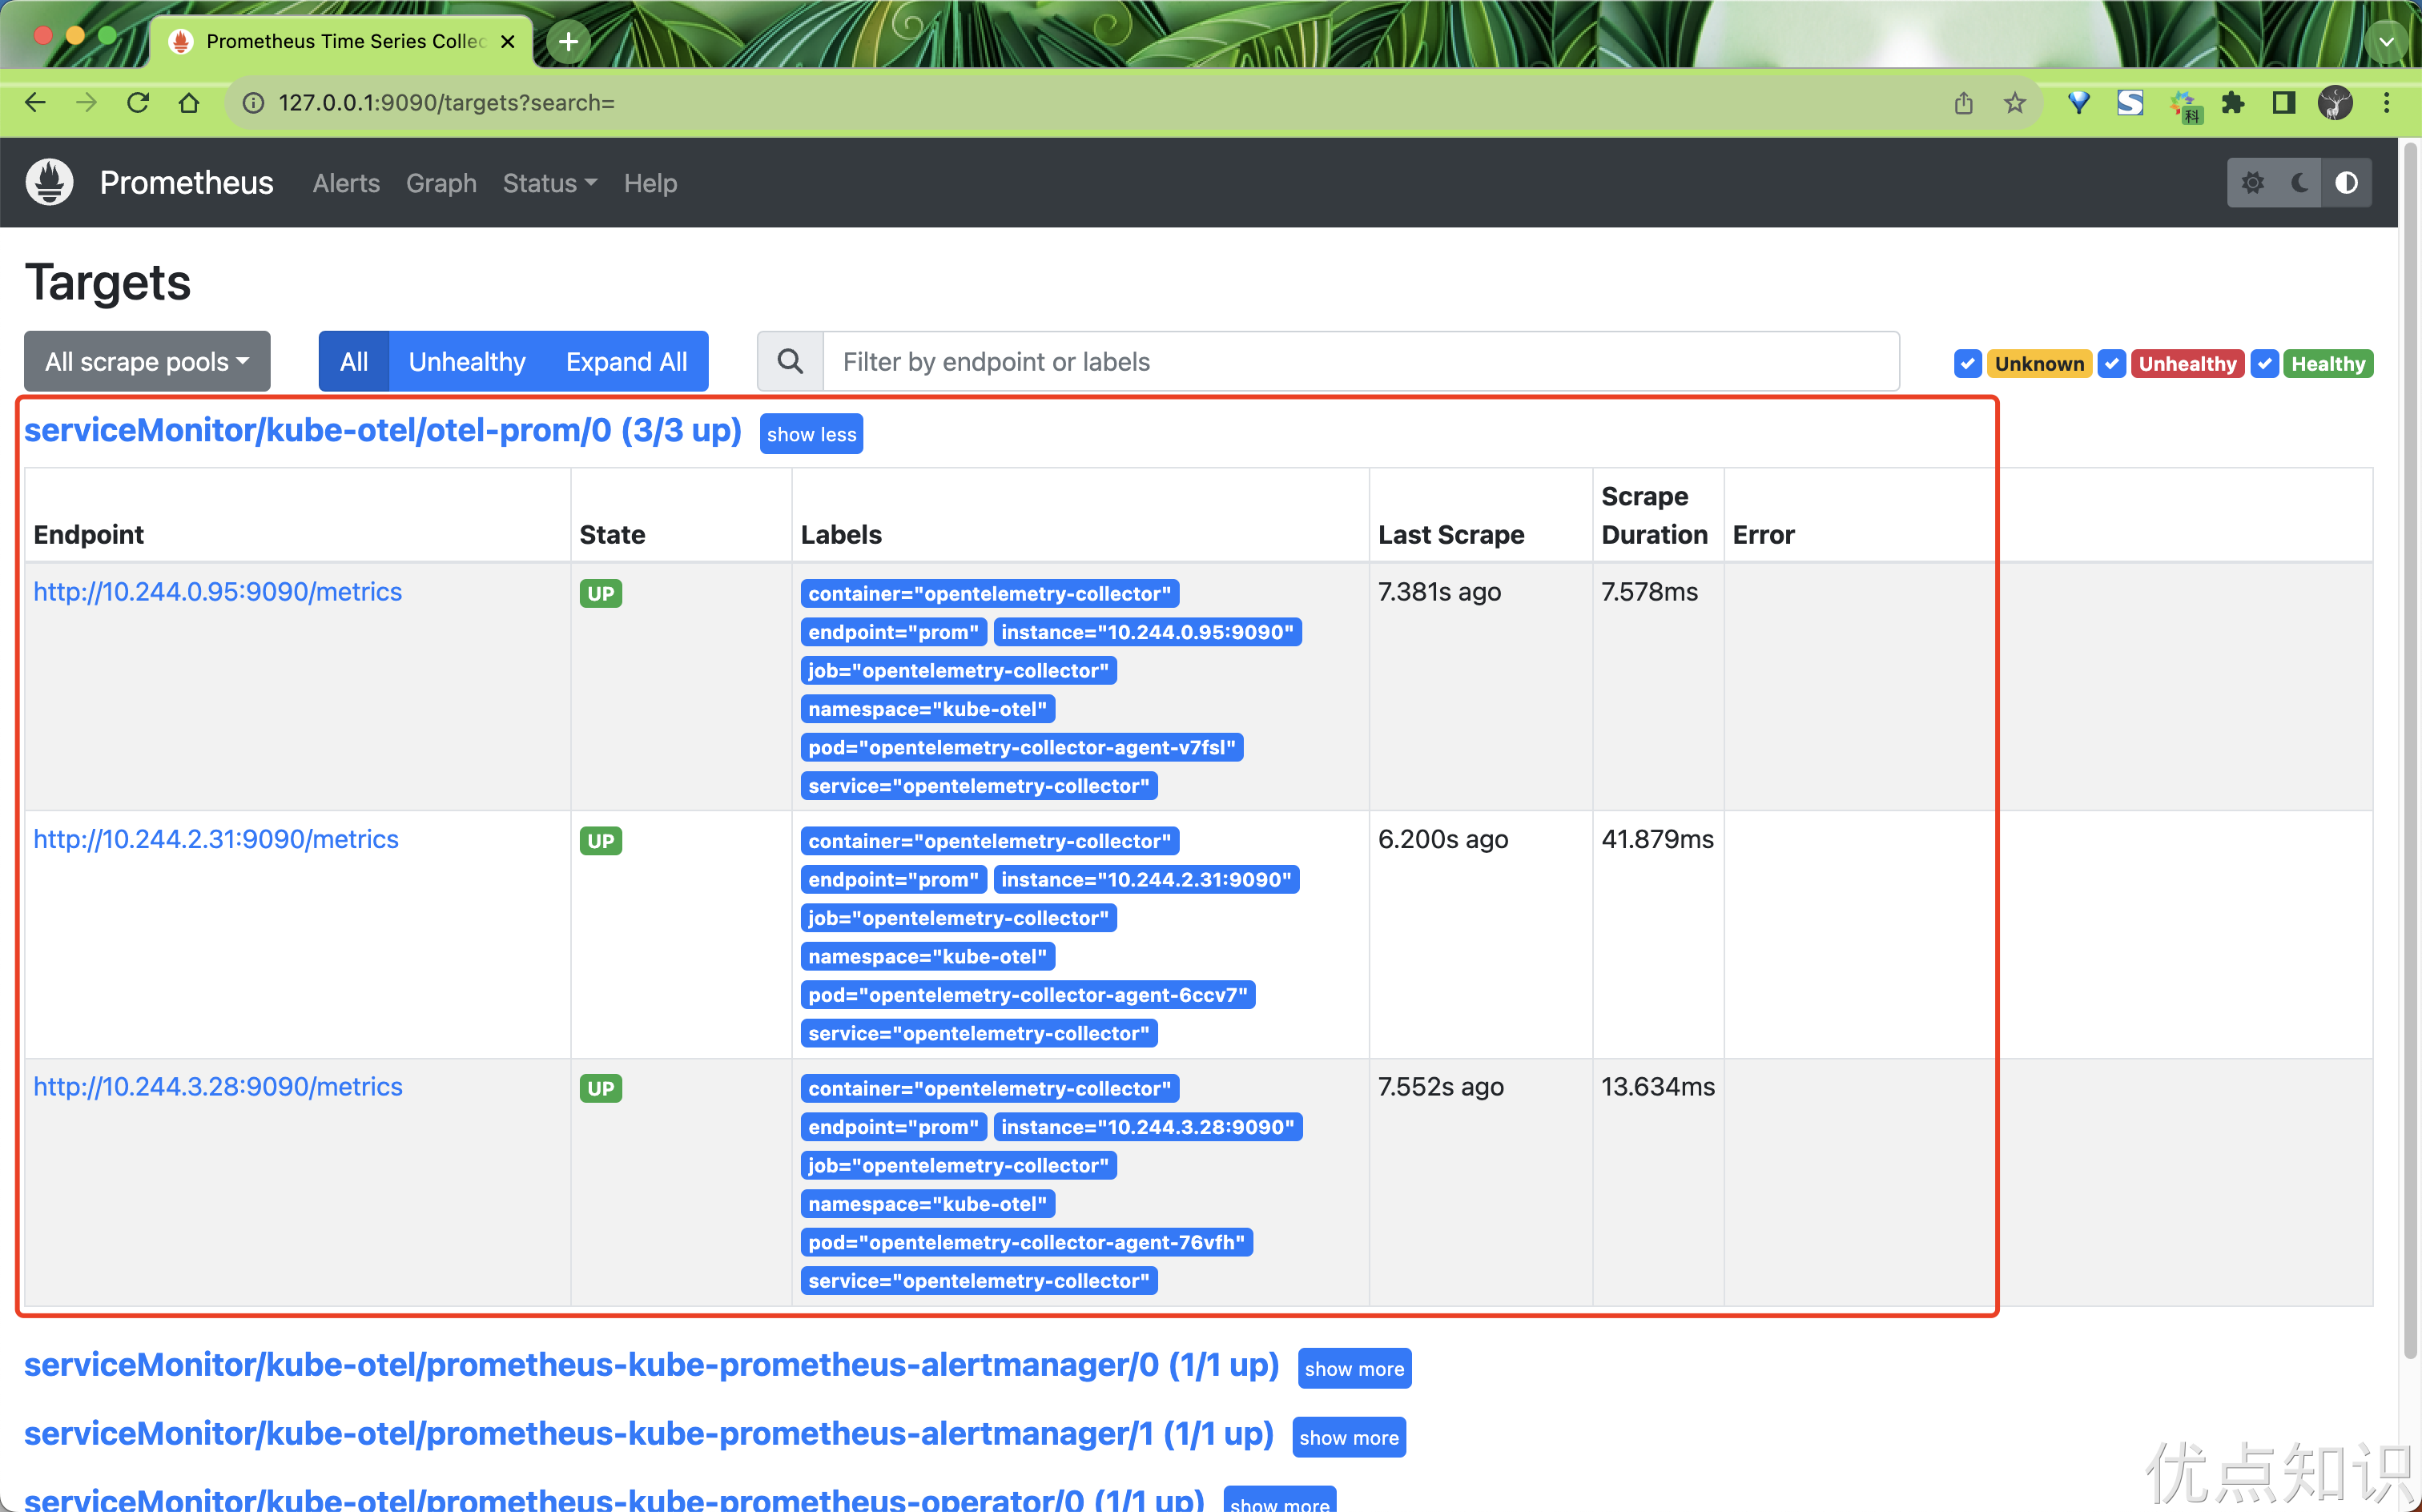 Prometheus Time Series Collec
127.0.0.1:9090/targets?search=
科
Prometheus Alerts Graph Status Help
Targets
All scrape pools All Unhealthy Expand All Filter by endpoint or labels Unknown Unhealthy Healthy
serviceMonitor/kube-otel/otel-prom/0 (3/3 up) show less
Endpoint State Labels Last Scrape Scrape Duration Error
http://10.244.0.95:9090/metrics UP container="opentelemetry-collector" 7.381s ago 7.578ms
endpoint="prom" instance="10.244.0.95:9090"
job="opentelemetry-collector"
namespace="kube-otel"
pod="opentelemetry-collector-agent-v7fsl"
service="opentelemetry-collector"
http://10.244.2.31:9090/metrics UP container="opentelemetry-collector" 6.200s ago 41.879ms
endpoint="prom" instance="10.244.2.31:9090"
job="opentelemetry-collector"
namespace="kube-otel"
pod="opentelemetry-collector-agent-6ccv7"
service="opentelemetry-collector"
http://10.244.3.28:9090/metrics UP container="opentelemetry-collector" 7.552s ago 13.634ms
endpoint="prom" instance="10.244.3.28:9090"
job="opentelemetry-collector"
namespace="kube-otel"
pod="opentelemetry-collector-agent-76vfh"
service="opentelemetry-collector"
serviceMonitor/kube-otel/prometheus-kube-prometheus-alertmanager/0 (1/1 up) show more
serviceMonitor/kube-otel/prometheus-kube-prometheus-alertmanager/1 (1/1 up) show more
serviceMonitor/kube-otel/prometheus-kube-prometheus-operator/0 (1/1 up) show more
优点知识